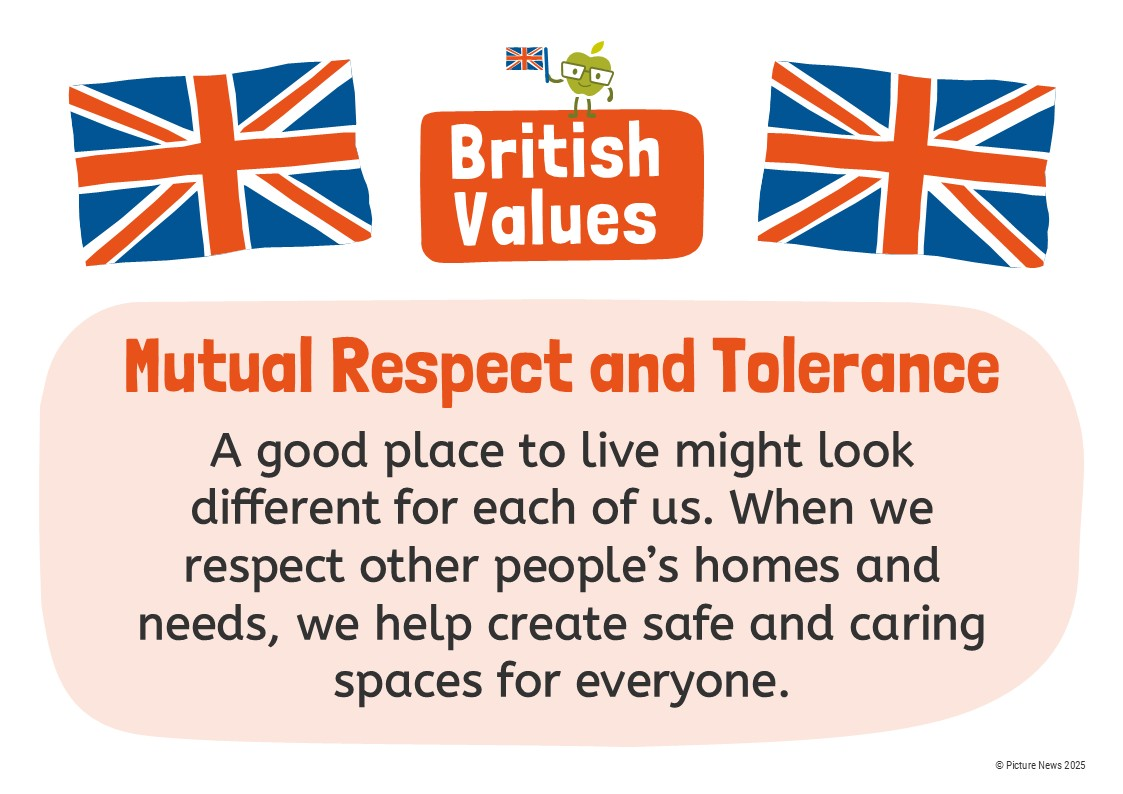 British
Values
Mutual Respect and Tolerance
A good place to live might look
different for each of us. When we
respect other people’s homes and
needs, we help create safe and caring
spaces for everyone.
© Picture News 2025